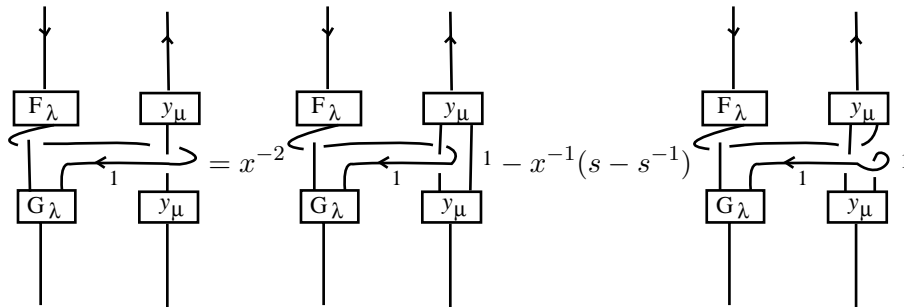 F_λ y_μ F_λ y_μ F_λ y_μ
= x^{-2} 1 - x^{-1}(s - s^{-1})
1 1 1
G_λ y_μ G_λ y_μ G_λ y_μ